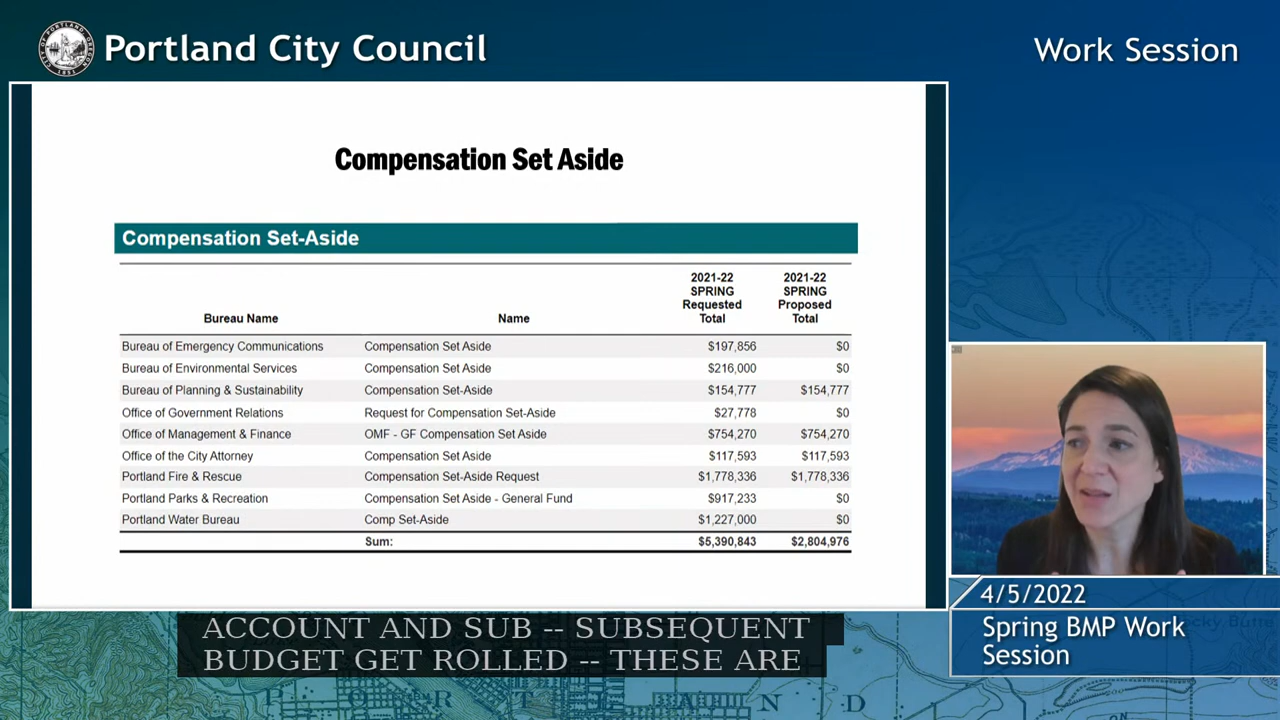 Portland City Council
Work Session
Compensation Set Aside
Compensation Set-Aside
Bureau Name Name 2021-22 SPRING Requested Total 2021-22 SPRING Proposed Total
Bureau of Emergency Communications Compensation Set Aside $197,856 $0
Bureau of Environmental Services Compensation Set Aside $216,000 $0
Bureau of Planning & Sustainability Compensation Set-Aside $154,777 $154,777
Office of Government Relations Request for Compensation Set-Aside $27,778 $0
Office of Management & Finance OMF - GF Compensation Set Aside $754,270 $754,270
Office of the City Attorney Compensation Set Aside $117,593 $117,593
Portland Fire & Rescue Compensation Set-Aside Request $1,778,336 $1,778,336
Portland Parks & Recreation Compensation Set Aside - General Fund $917,233 $0
Portland Water Bureau Comp Set-Aside $1,227,000 $0
Sum: $5,390,843 $2,804,976
4/5/2022
Spring BMP Work
Session
ACCOUNT AND SUB -- SUBSEQUENT
BUDGET GET ROLLED -- THESE ARE